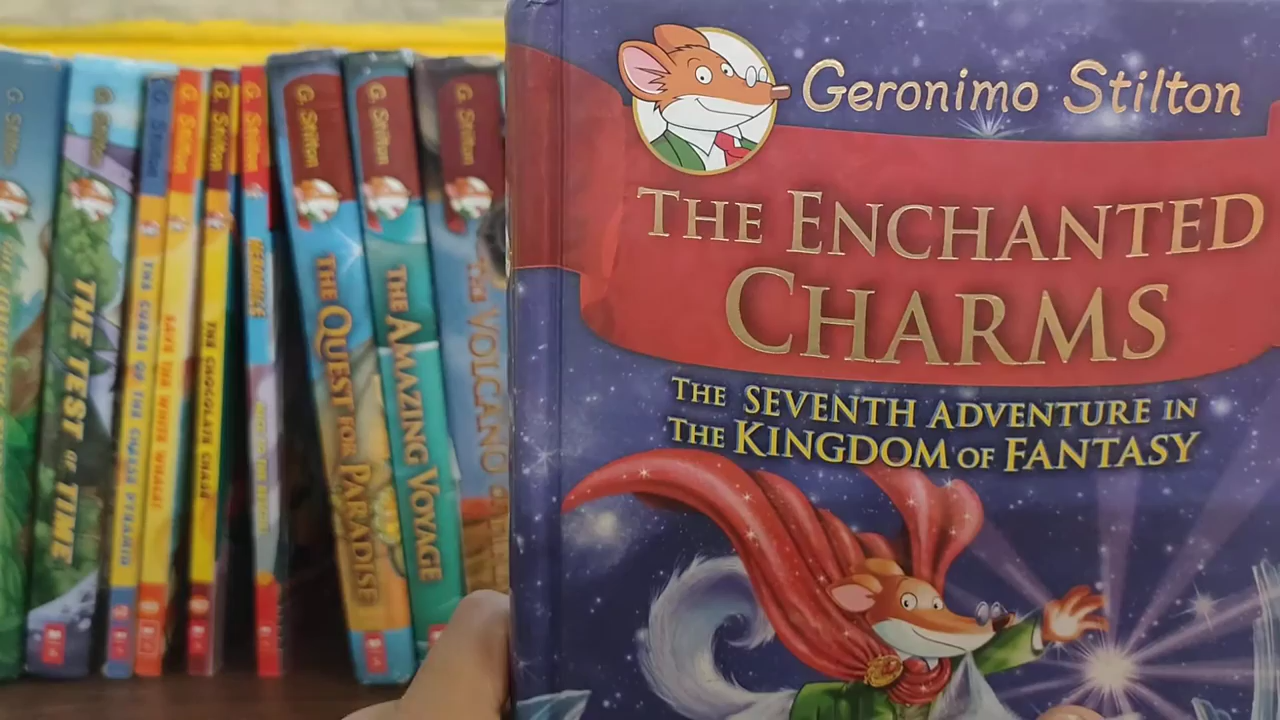 G. Stilton
G. Stilton
THE TEST OF TIME
G. Stilton
THE CURSE OF THE CHEESE PYRAMID
G. Stilton
SAVE THE WHITE WHALE!
G. Stilton
THE CHOCOLATE CHASE
G. Stilton
G. Stilton
THE QUEST FOR PARADISE
G. Stilton
THE AMAZING VOYAGE
G. Stilton
THE VOLCANO
Geronimo Stilton
THE ENCHANTED
CHARMS
THE SEVENTH ADVENTURE IN
THE KINGDOM OF FANTASY